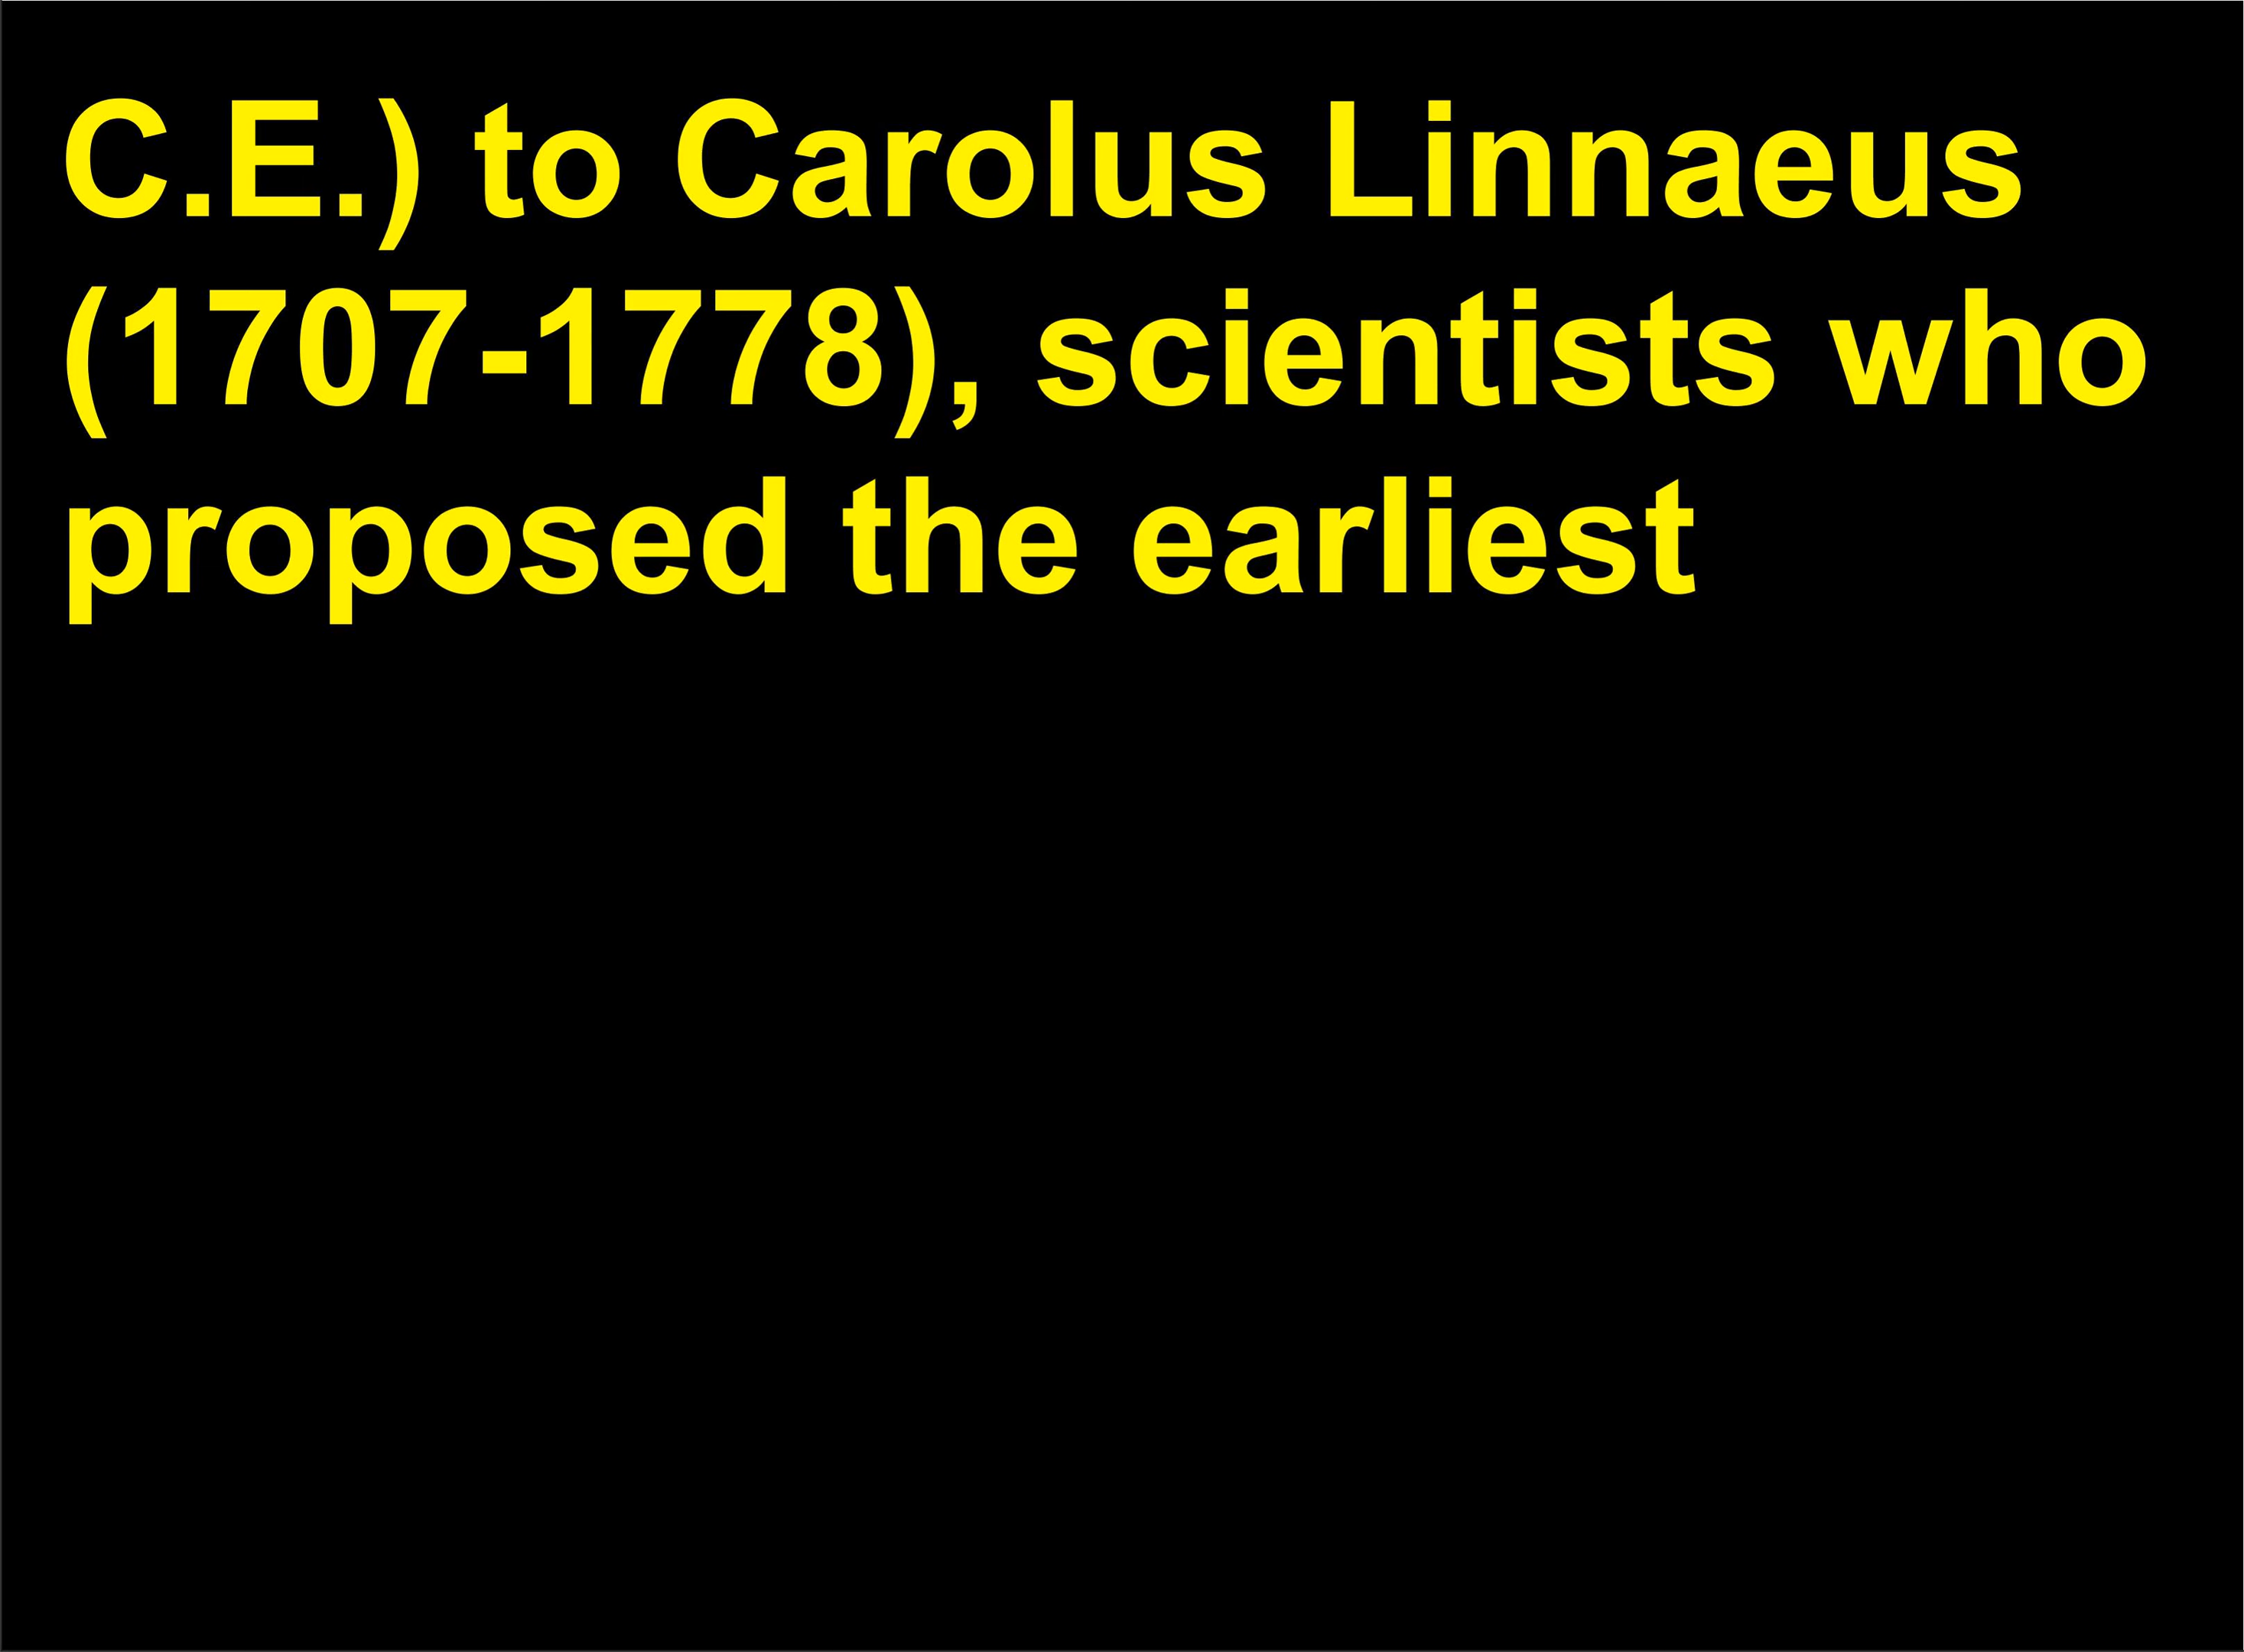 C.E.) to Carolus Linnaeus
(1707-1778), scientists who
proposed the earliest